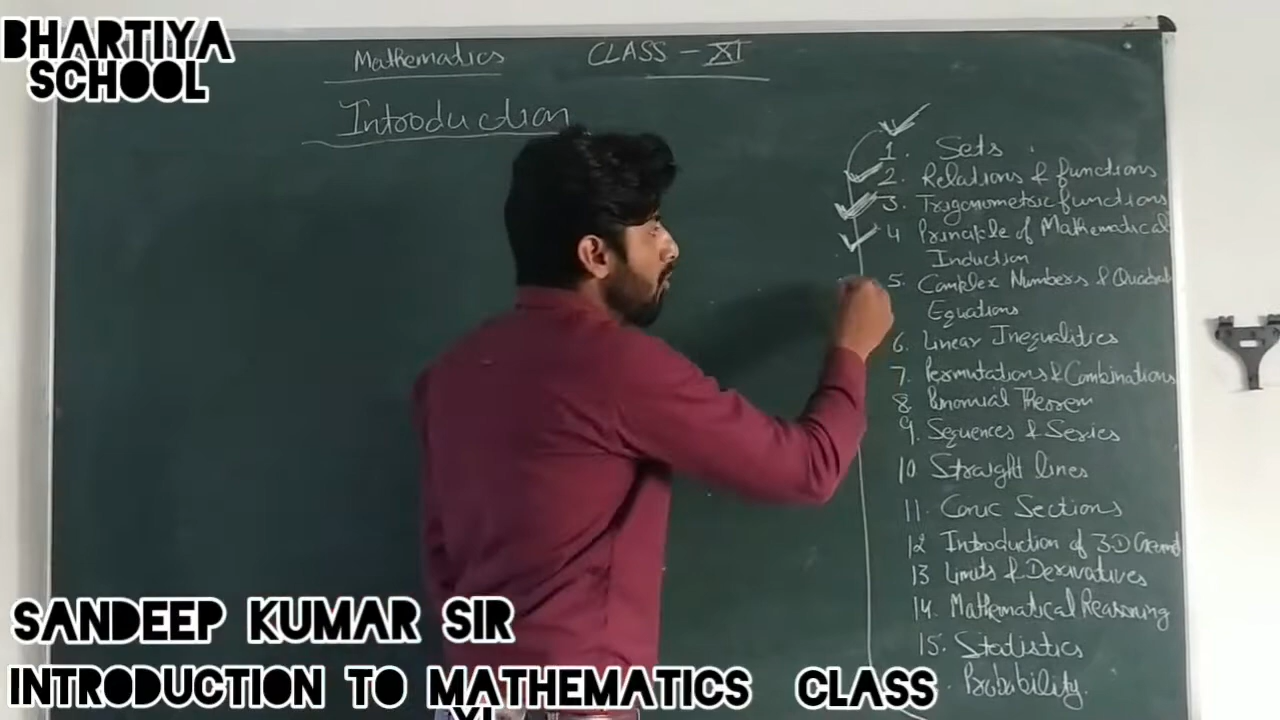 BHARTIYA
SCHOOL
Mathematics CLASS - XI
Introduction
1. Sets
2. Relations & functions
3. Trigonometric functions
4 Principle of Mathematical
Induction
5. Complex Numbers & Quadrat
Equations
6. Linear Inequalities
7 Permutations & Combinations
8 Binomial Theorem
9. Sequences & Series
10 Straight lines
11. Conic Sections
12 Introduction of 3-D Geomet
13 Limits & Derivatives
14. Mathematical Reasoning
15. Statistics
Probability.
SANDEEP KUMAR SIR
INTRODUCTION TO MATHEMATICS CLASS
XI